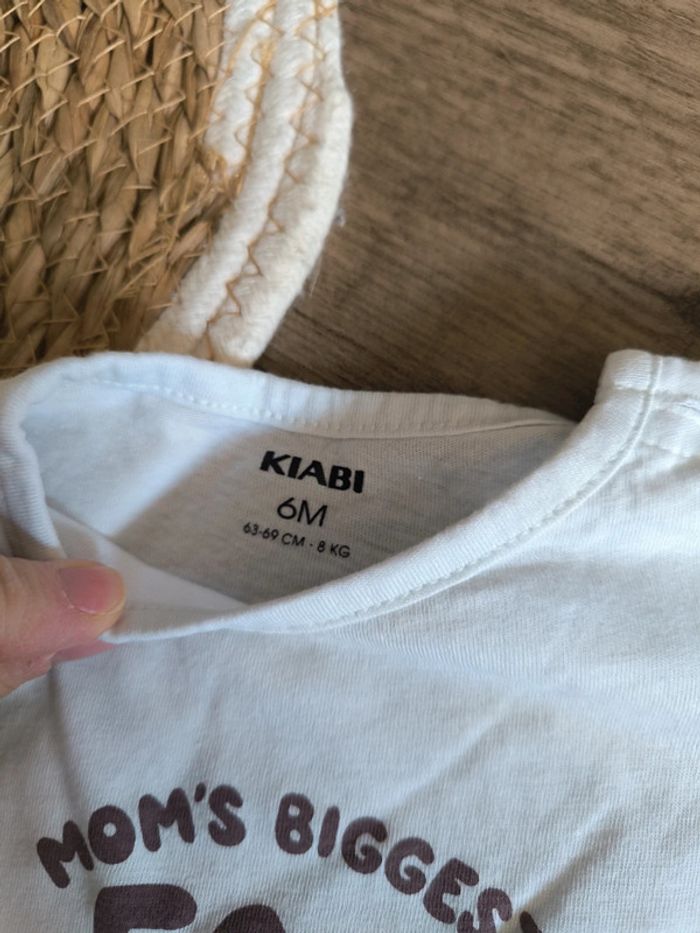 KIABI
6M
63-69 CM - 8 KG
MOM'S BIGGES